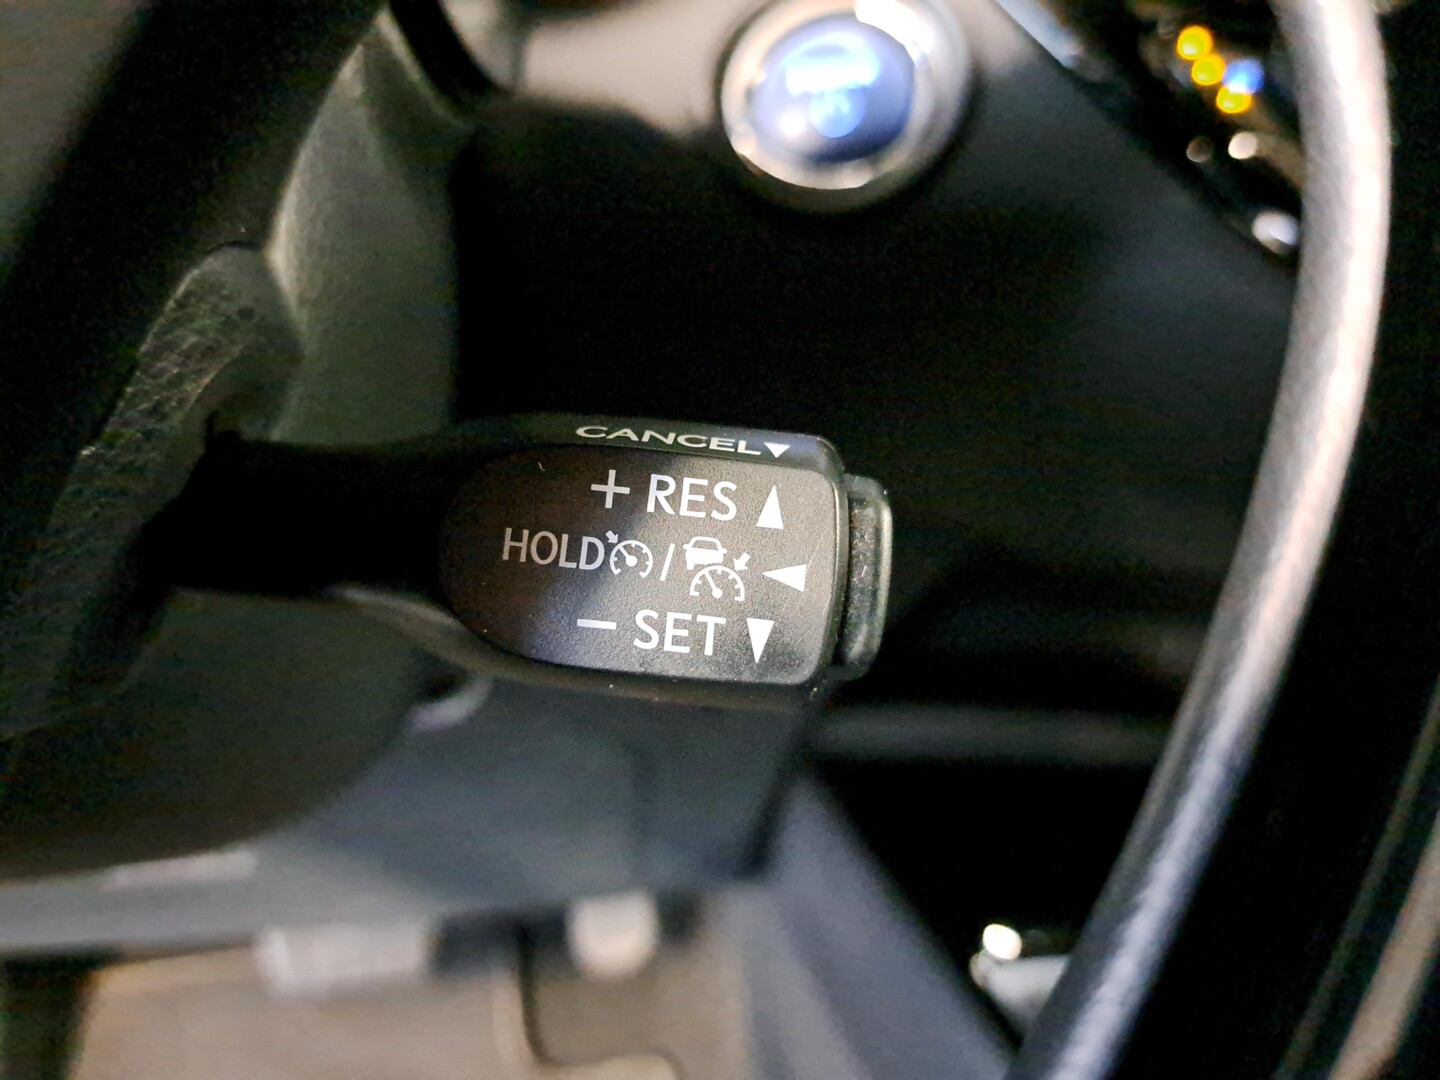 CANCEL▼
+ RES ▲
HOLD / ◀
− SET ▼